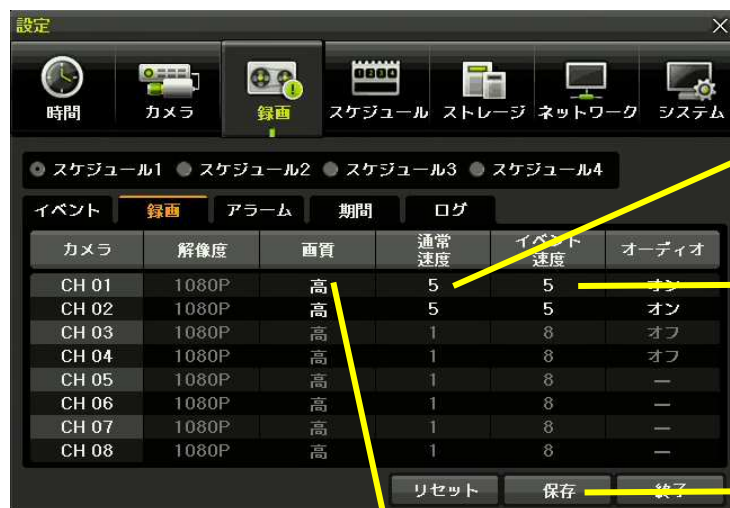 設定
時間 カメラ 録画 スケジュール ストレージ ネットワーク システム
スケジュール1 スケジュール2 スケジュール3 スケジュール4
イベント 録画 アラーム 期間 ログ
カメラ 解像度 画質 通常速度 イベント速度 オーディオ
CH 01 1080P 高 5 5 オン
CH 02 1080P 高 5 5 オン
CH 03 1080P 高 1 8 オフ
CH 04 1080P 高 1 8 オフ
CH 05 1080P 高 1 8 —
CH 06 1080P 高 1 8 —
CH 07 1080P 高 1 8 —
CH 08 1080P 高 1 8 —
リセット 保存 終了